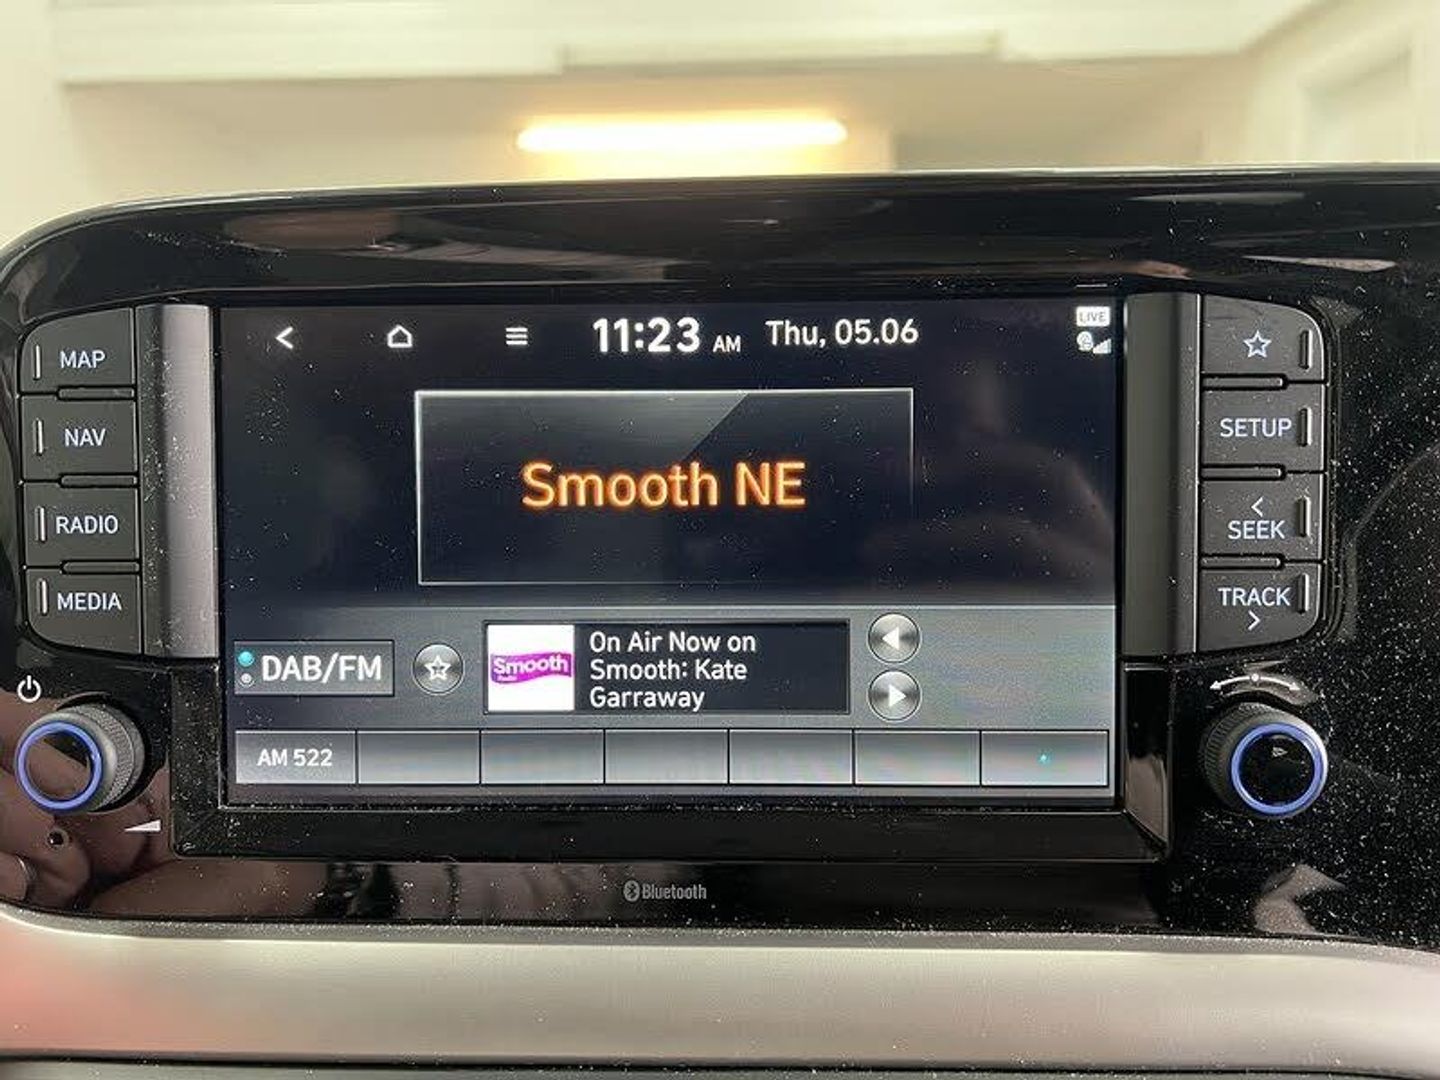 11:23 AM Thu, 05.06
LIVE
MAP
NAV
RADIO
MEDIA
Smooth NE
DAB/FM
Smooth
Radio
On Air Now on
Smooth: Kate
Garraway
AM 522
SETUP
<
SEEK
TRACK
>
Bluetooth